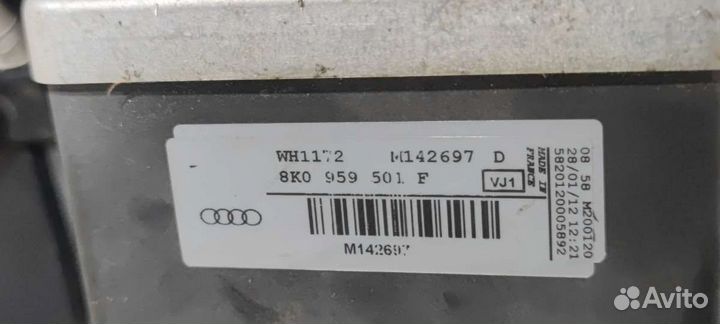 WH1172 M142697 D
8K0 959 501 F VJ1
M142697
MADE IN
FRANCE
08 58 M200120
28/01/12 12:21
5820120005892
Avito